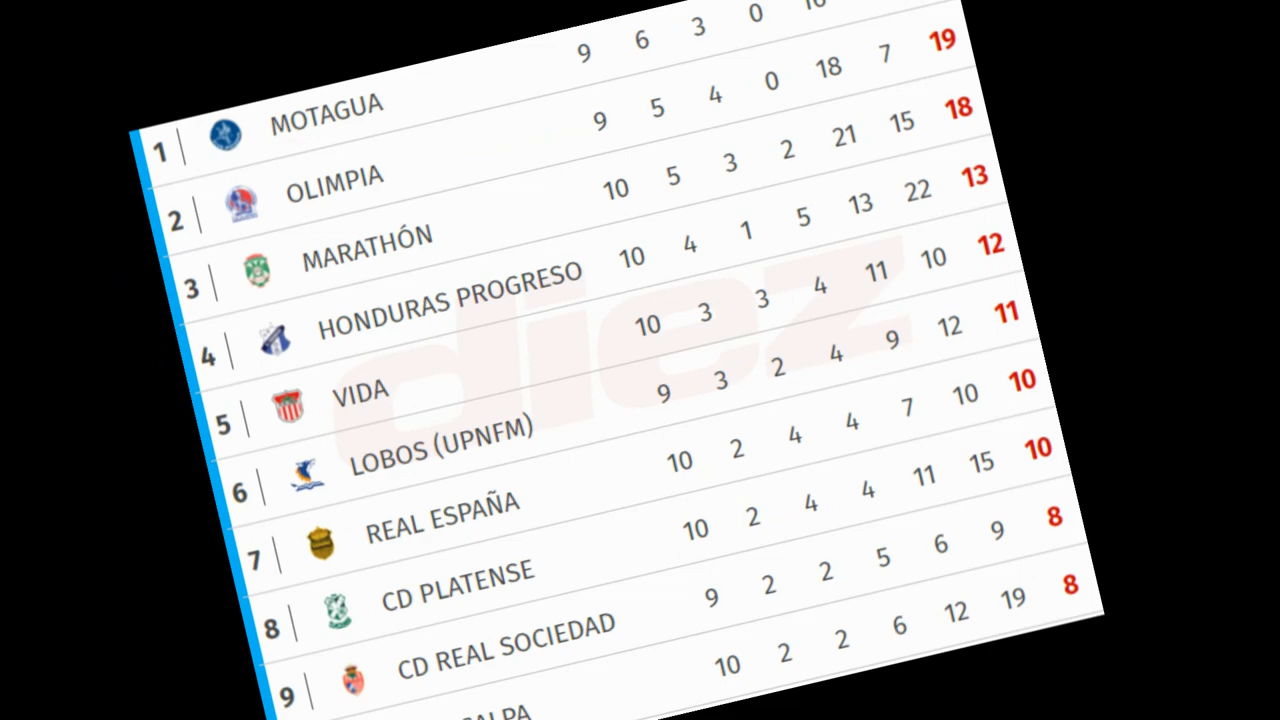 1 | MOTAGUA 9 6 3 0
2 | OLIMPIA 9 5 4 0 18 7 19
3 | MARATHÓN 10 5 3 2 21 15 18
4 | HONDURAS PROGRESO 10 4 1 5 13 22 13
5 | VIDA 10 3 3 4 11 10 12
6 | LOBOS (UPNFM) 9 3 2 4 9 12 11
7 | REAL ESPAÑA 10 2 4 4 7 10 10
8 | CD PLATENSE 10 2 4 4 11 15 10
9 | CD REAL SOCIEDAD 9 2 2 5 6 9 8
10 2 2 6 12 19 8
diez